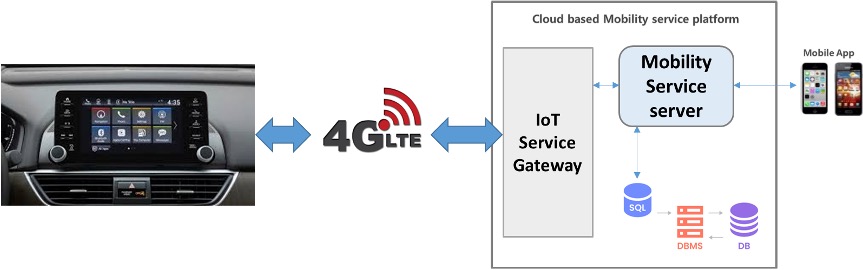 Cloud based Mobility service platform
4:35
4G LTE
IoT
Service
Gateway
Mobility
Service
server
Mobile App
SQL
DBMS
DB